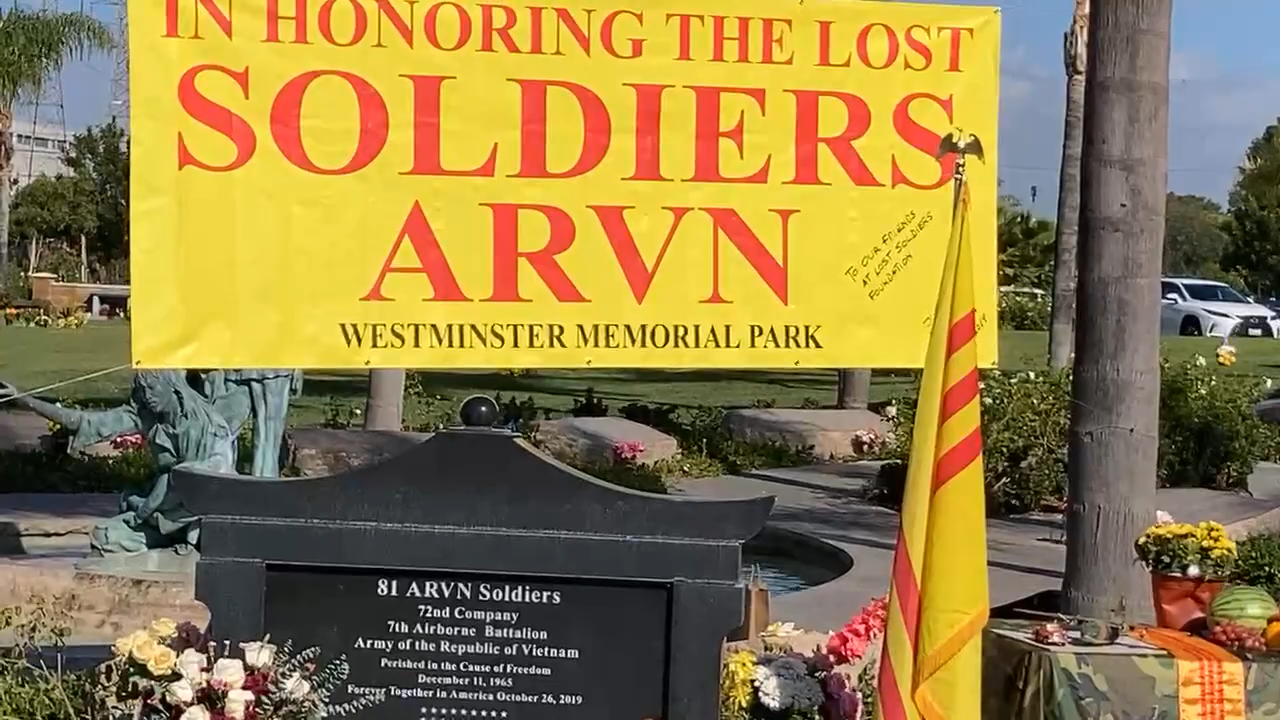 IN HONORING THE LOST
SOLDIERS
ARVN
TO OUR FRIENDS
AT LOST SOLDIERS
FOUNDATION
WESTMINSTER MEMORIAL PARK
81 ARVN Soldiers
72nd Company
7th Airborne Battalion
Army of the Republic of Vietnam
Perished in the Cause of Freedom
December 11, 1965
Forever Together in America October 26, 2019